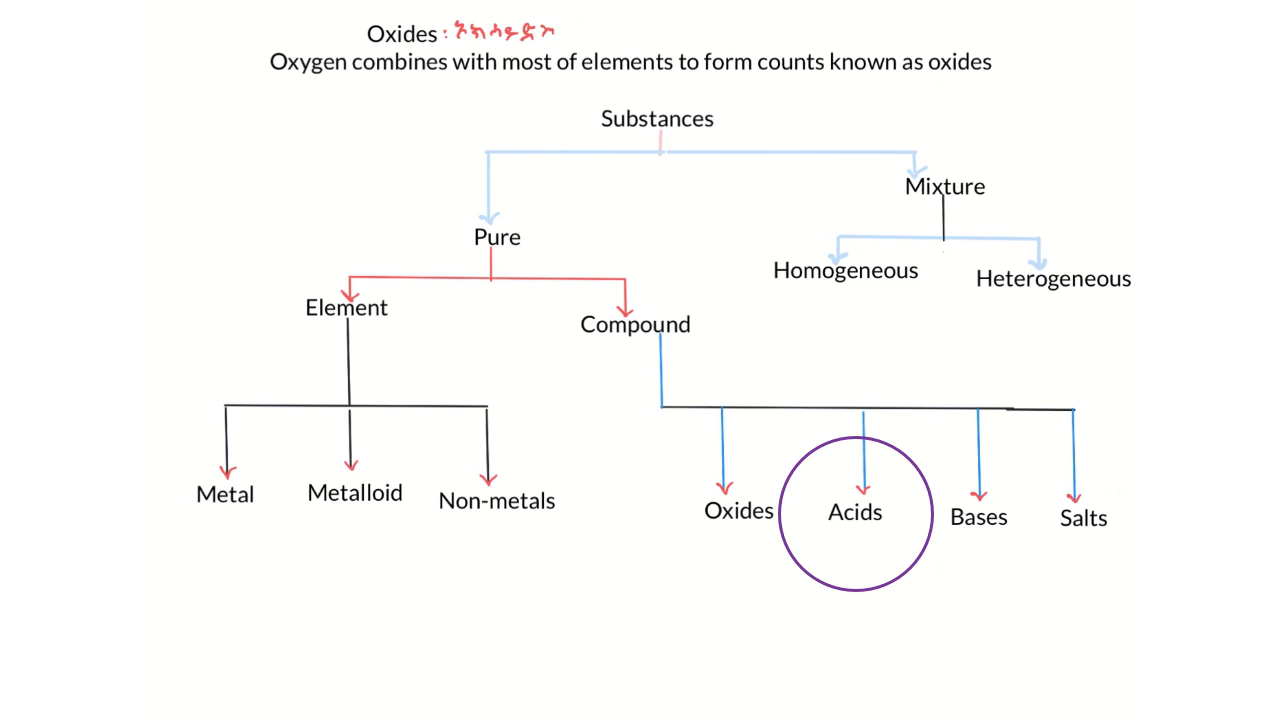 Oxides : ኦክሳይድስ
Oxygen combines with most of elements to form counts known as oxides
Substances
Mixture
Pure
Homogeneous Heterogeneous
Element
Compound
Metal Metalloid Non-metals
Oxides Acids Bases Salts